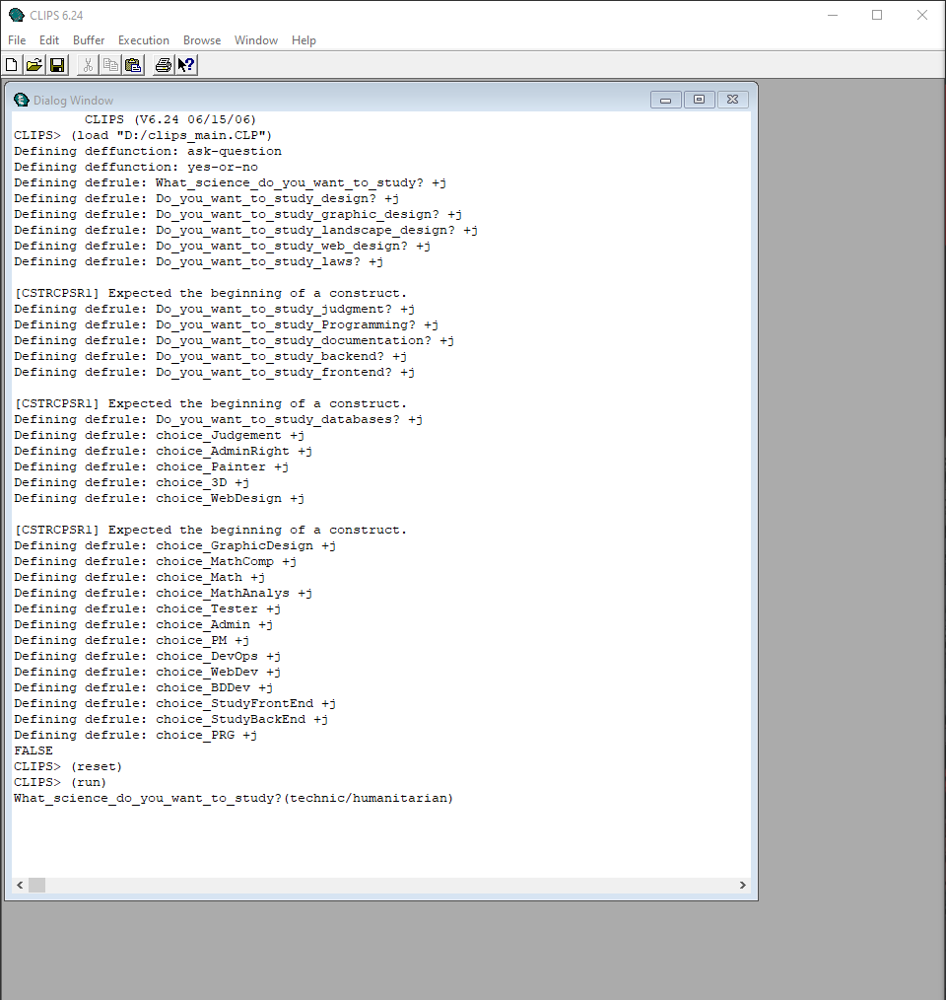 CLIPS 6.24
File Edit Buffer Execution Browse Window Help
Dialog Window
CLIPS (V6.24 06/15/06)
CLIPS> (load "D:/clips_main.CLP")
Defining deffunction: ask-question
Defining deffunction: yes-or-no
Defining defrule: What_science_do_you_want_to_study? +j
Defining defrule: Do_you_want_to_study_design? +j
Defining defrule: Do_you_want_to_study_graphic_design? +j
Defining defrule: Do_you_want_to_study_landscape_design? +j
Defining defrule: Do_you_want_to_study_web_design? +j
Defining defrule: Do_you_want_to_study_laws? +j
[CSTRCPSR1] Expected the beginning of a construct.
Defining defrule: Do_you_want_to_study_judgment? +j
Defining defrule: Do_you_want_to_study_Programming? +j
Defining defrule: Do_you_want_to_study_documentation? +j
Defining defrule: Do_you_want_to_study_backend? +j
Defining defrule: Do_you_want_to_study_frontend? +j
[CSTRCPSR1] Expected the beginning of a construct.
Defining defrule: Do_you_want_to_study_databases? +j
Defining defrule: choice_Judgement +j
Defining defrule: choice_AdminRight +j
Defining defrule: choice_Painter +j
Defining defrule: choice_3D +j
Defining defrule: choice_WebDesign +j
[CSTRCPSR1] Expected the beginning of a construct.
Defining defrule: choice_GraphicDesign +j
Defining defrule: choice_MathComp +j
Defining defrule: choice_Math +j
Defining defrule: choice_MathAnalys +j
Defining defrule: choice_Tester +j
Defining defrule: choice_Admin +j
Defining defrule: choice_PM +j
Defining defrule: choice_DevOps +j
Defining defrule: choice_WebDev +j
Defining defrule: choice_BDDev +j
Defining defrule: choice_StudyFrontEnd +j
Defining defrule: choice_StudyBackEnd +j
Defining defrule: choice_PRG +j
FALSE
CLIPS> (reset)
CLIPS> (run)
What_science_do_you_want_to_study?(technic/humanitarian)